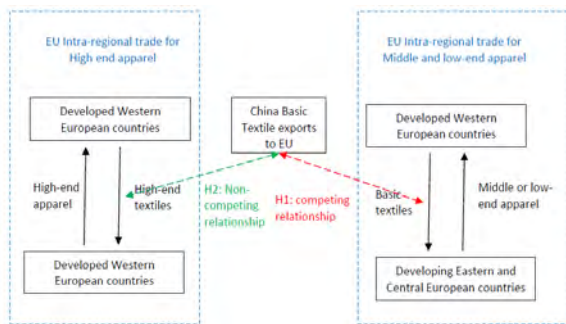 EU Intra-regional trade for
High end apparel
Developed Western
European countries
High-end
apparel
High-end
textiles
Developed Western
European countries
China Basic
Textile exports
to EU
H2: Non-
competing
relationship
H1: competing
relationship
EU Intra-regional trade for
Middle and low-end apparel
Developed Western
European countries
Basic
textiles
Middle or low-
end apparel
Developing Eastern and
Central European countries